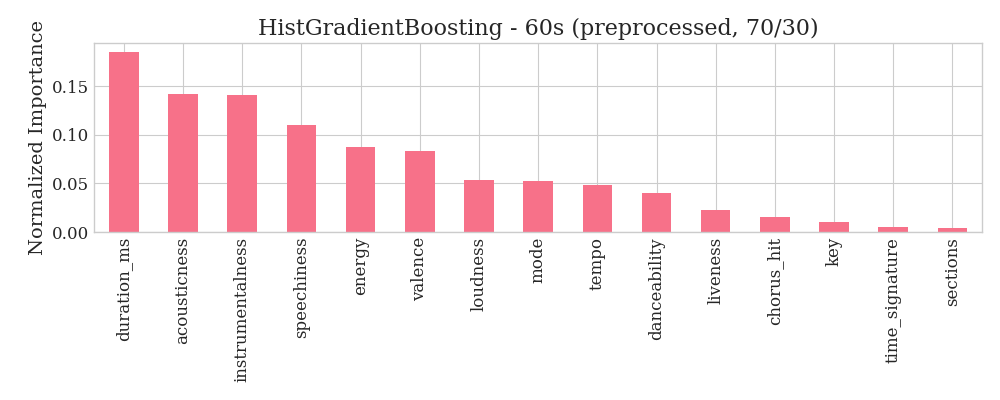 HistGradientBoosting - 60s (preprocessed, 70/30)
Normalized Importance
0.15
0.10
0.05
0.00
duration_ms
acousticness
instrumentalness
speechiness
energy
valence
loudness
mode
tempo
danceability
liveness
chorus_hit
key
time_signature
sections